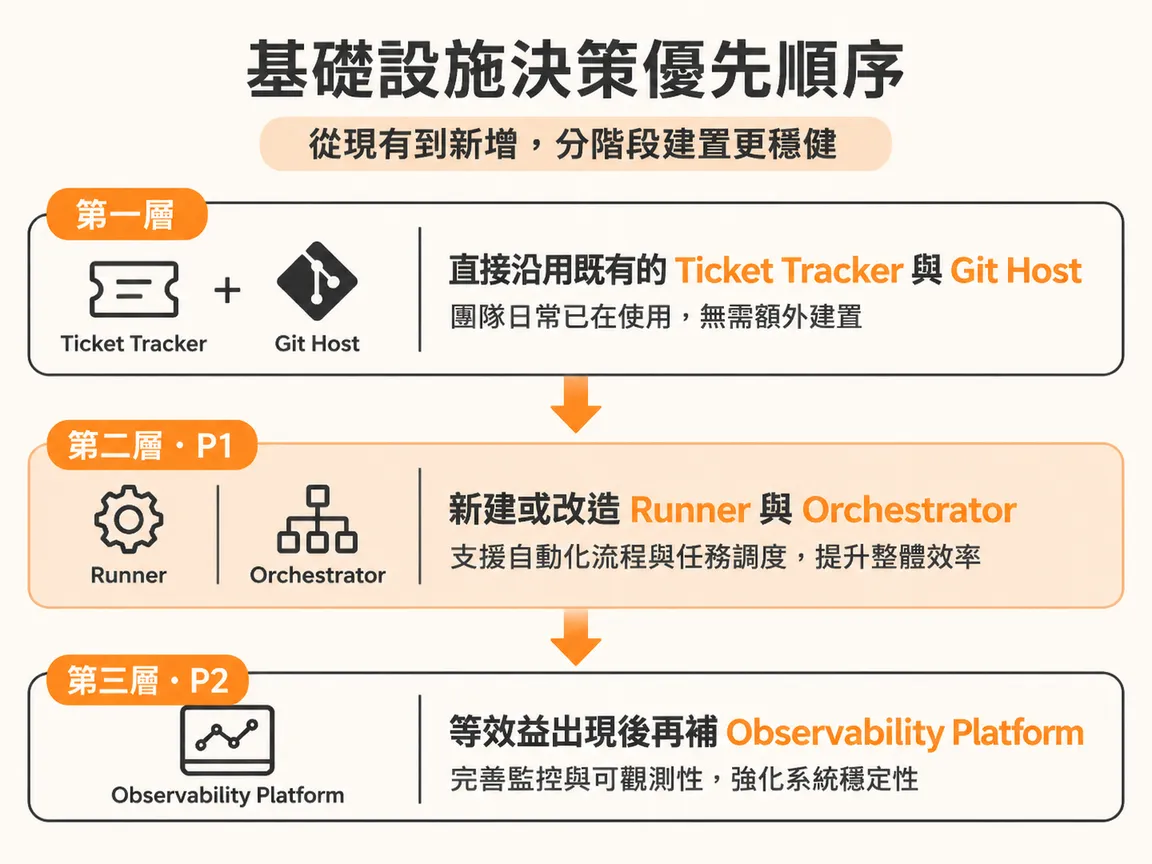 基礎設施決策優先順序
從現有到新增，分階段建置更穩健
第一層
+
Ticket Tracker
Git Host
直接沿用既有的 Ticket Tracker 與 Git Host
團隊日常已在使用，無需額外建置
第二層・P1
Runner
Orchestrator
新建或改造 Runner 與 Orchestrator
支援自動化流程與任務調度，提升整體效率
第三層・P2
Observability Platform
等效益出現後再補 Observability Platform
完善監控與可觀測性，強化系統穩定性